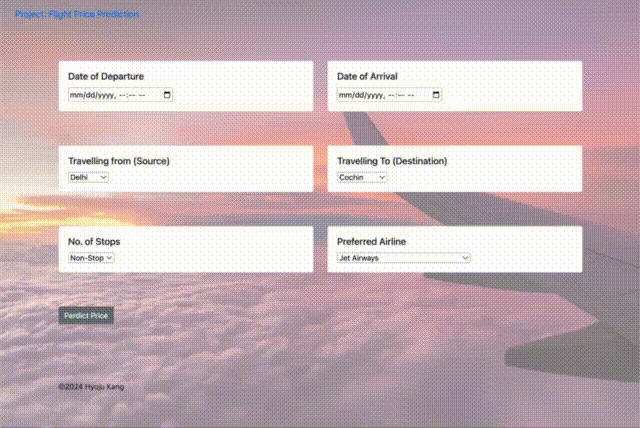 Project: Flight Price Prediction
Date of Departure
mm/dd/yyyy, --:-- --
Date of Arrival
mm/dd/yyyy, --:-- --
Travelling from (Source)
Delhi
Travelling To (Destination)
Cochin
No. of Stops
Non-Stop
Preferred Airline
Jet Airways
Perdict Price
©2024 Hyoju Kang